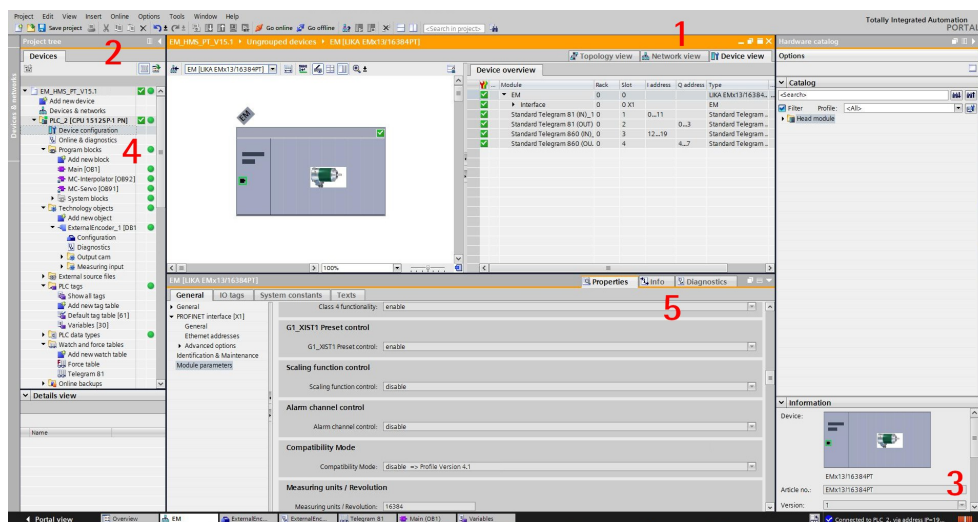 Project Edit View Insert Online Options Tools Window Help
Totally Integrated Automation
PORTAL
Save project
Go online
Go offline
<Search in project>
Project tree
EM_HMS_PT_V15.1 ▸ Ungrouped devices ▸ EM [LIKA EMx13/16384PT]
1
Hardware catalog
2
Devices
Topology view
Network view
Device view
Options
EM [LIKA EMx13/16384PT]
Device overview
Module Rack Slot I address Q address Type
EM 0 0 LIKA EMx13/16384...
Interface 0 0 X1 EM
Standard Telegram 81 (IN)_1 0 1 0...11 Standard Telegram ..
Standard Telegram 81 (OUT) 0 2 0...3 Standard Telegram ..
Standard Telegram 860 (IN)_ 0 3 12...19 Standard Telegram ..
Standard Telegram 860 (OU.. 0 4 4...7 Standard Telegram ..
EM
Devices & networks
EM_HMS_PT_V15.1
Add new device
Devices & networks
PLC_2 [CPU 1512SP-1 PN]
Device configuration
Online & diagnostics
4
Program blocks
Add new block
Main [OB1]
MC-Interpolator [OB92]
MC-Servo [OB91]
System blocks
Technology objects
Add new object
ExternalEncoder_1 [DB1
Configuration
Diagnostics
Output cam
Measuring input
External source files
PLC tags
Show all tags
Add new tag table
Default tag table [61]
Variables [30]
PLC data types
Watch and force tables
Add new watch table
Force table
Telegram 81
Online backups
Details view
Name
100%
EM [LIKA EMx13/16384PT]
Properties
Info
Diagnostics
5
General IO tags System constants Texts
General
PROFINET interface [X1]
General
Ethernet addresses
Advanced options
Identification & Maintenance
Module parameters
Class 4 functionality: enable
G1_XIST1 Preset control
G1_XIST1 Preset control: enable
Scaling function control
Scaling function control: disable
Alarm channel control
Alarm channel control: disable
Compatibility Mode
Compatibility Mode: disable => Profile Version 4.1
Measuring units / Revolution
Measuring units / Revolution: 16384
Catalog
<Search>
Filter Profile: <All>
Head module
Information
Device:
EMx13/16384PT
3
Article no.: EMx13/16384PT
Version: 1
Portal view
Overview
EM
ExternalEnc...
ExternalEnc...
Telegram 81
Main (OB1)
Variables
Connected to PLC_2, via address IP=19...